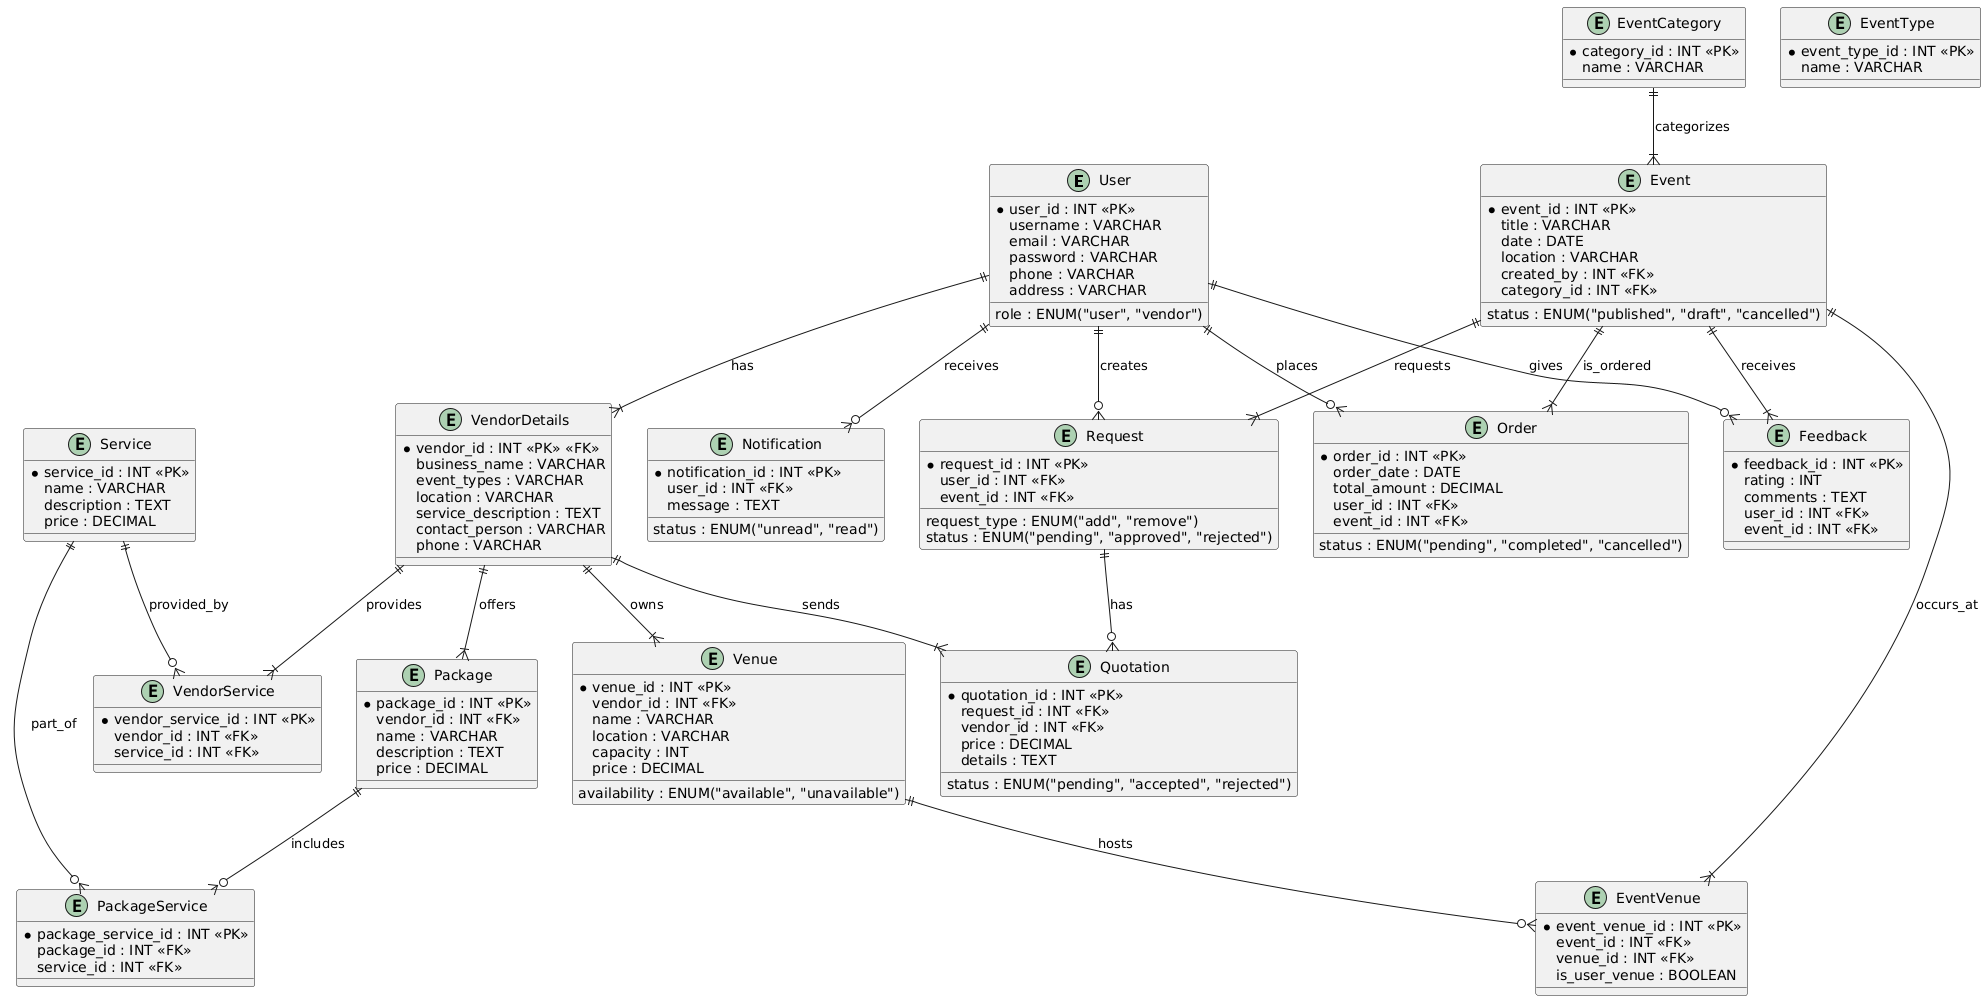 E EventCategory
* category_id : INT «PK»
name : VARCHAR
E EventType
* event_type_id : INT «PK»
name : VARCHAR
categorizes
E User
* user_id : INT «PK»
username : VARCHAR
email : VARCHAR
password : VARCHAR
phone : VARCHAR
address : VARCHAR
role : ENUM("user", "vendor")
E Event
* event_id : INT «PK»
title : VARCHAR
date : DATE
location : VARCHAR
created_by : INT «FK»
category_id : INT «FK»
status : ENUM("published", "draft", "cancelled")
has
receives
creates
places
requests
gives
is_ordered
receives
E Service
* service_id : INT «PK»
name : VARCHAR
description : TEXT
price : DECIMAL
E VendorDetails
* vendor_id : INT «PK» «FK»
business_name : VARCHAR
event_types : VARCHAR
location : VARCHAR
service_description : TEXT
contact_person : VARCHAR
phone : VARCHAR
E Notification
* notification_id : INT «PK»
user_id : INT «FK»
message : TEXT
status : ENUM("unread", "read")
E Request
* request_id : INT «PK»
user_id : INT «FK»
event_id : INT «FK»
request_type : ENUM("add", "remove")
status : ENUM("pending", "approved", "rejected")
E Order
* order_id : INT «PK»
order_date : DATE
total_amount : DECIMAL
user_id : INT «FK»
event_id : INT «FK»
status : ENUM("pending", "completed", "cancelled")
E Feedback
* feedback_id : INT «PK»
rating : INT
comments : TEXT
user_id : INT «FK»
event_id : INT «FK»
provided_by
provides
offers
owns
sends
has
occurs_at
part_of
E VendorService
* vendor_service_id : INT «PK»
vendor_id : INT «FK»
service_id : INT «FK»
E Package
* package_id : INT «PK»
vendor_id : INT «FK»
name : VARCHAR
description : TEXT
price : DECIMAL
E Venue
* venue_id : INT «PK»
vendor_id : INT «FK»
name : VARCHAR
location : VARCHAR
capacity : INT
price : DECIMAL
availability : ENUM("available", "unavailable")
E Quotation
* quotation_id : INT «PK»
request_id : INT «FK»
vendor_id : INT «FK»
price : DECIMAL
details : TEXT
status : ENUM("pending", "accepted", "rejected")
includes
hosts
E PackageService
* package_service_id : INT «PK»
package_id : INT «FK»
service_id : INT «FK»
E EventVenue
* event_venue_id : INT «PK»
event_id : INT «FK»
venue_id : INT «FK»
is_user_venue : BOOLEAN